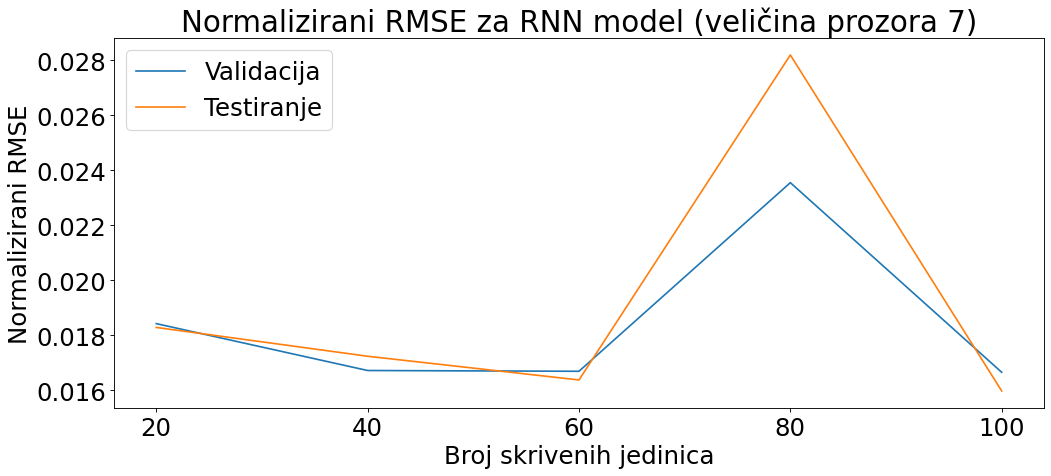 Normalizirani RMSE za RNN model (veličina prozora 7)
Validacija
Testiranje
Normalizirani RMSE
0.028
0.026
0.024
0.022
0.020
0.018
0.016
20 40 60 80 100
Broj skrivenih jedinica